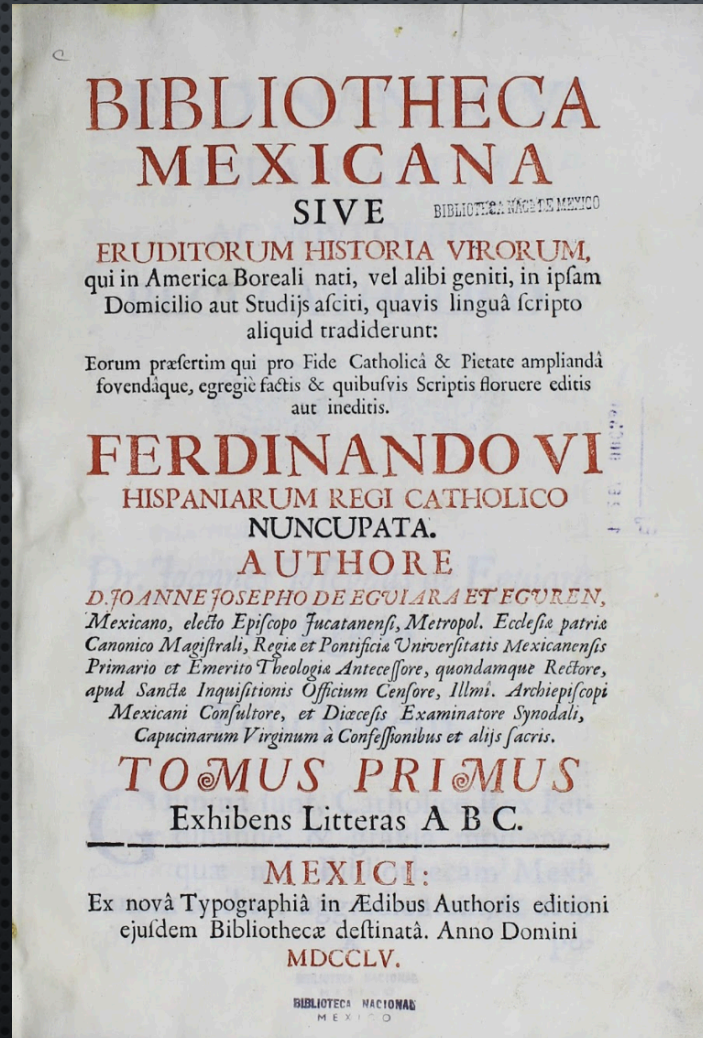 BIBLIOTHECA
MEXICANA
SIVE
BIBLIOTECA NACL DE MEXICO
ERUDITORUM HISTORIA VIRORUM,
qui in America Boreali nati, vel alibi geniti, in ipſam
Domicilio aut Studijs aſciti, quavis linguâ ſcripto
aliquid tradiderunt:
Eorum præſertim qui pro Fide Catholicâ & Pietate ampliandâ
fovendâque, egregiè factis & quibuſvis Scriptis floruere editis
aut ineditis.
FERDINANDO VI
HISPANIARUM REGI CATHOLICO
NUNCUPATA.
AUTHORE
D. JOANNE JOSEPHO DE EGUIARA ET EGUREN,
Mexicano, electo Epiſcopo Jucatanenſi, Metropol. Eccleſiæ patriæ
Canonico Magiſtrali, Regiæ et Pontificiæ Univerſitatis Mexicanenſis
Primario et Emerito Theologiæ Anteceſſore, quondamque Rectore,
apud Sanctæ Inquiſitionis Officium Cenſore, Illmi. Archiepiſcopi
Mexicani Conſultore, et Diœceſis Examinatore Synodali,
Capucinarum Virginum à Confeſſionibus et alijs ſacris.
TOMUS PRIMUS
Exhibens Litteras A B C.
MEXICI:
Ex novâ Typographiâ in Ædibus Authoris editioni
ejuſdem Bibliothecæ deſtinatâ. Anno Domini
MDCCLV.
BIBLIOTECA NACIONAL
MEXICO